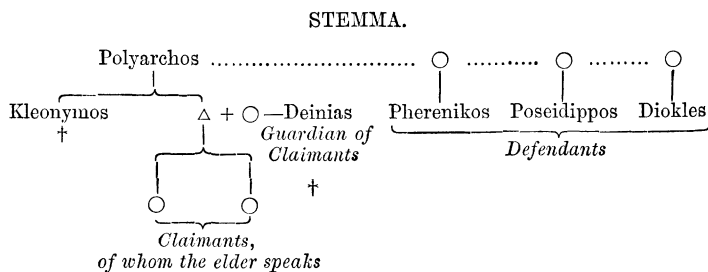 STEMMA.
Polyarchos
Kleonymos
†
△ + ○ —Deinias
Guardian of
Claimants
†
Pherenikos Poseidippos Diokles
Defendants
Claimants,
of whom the elder speaks